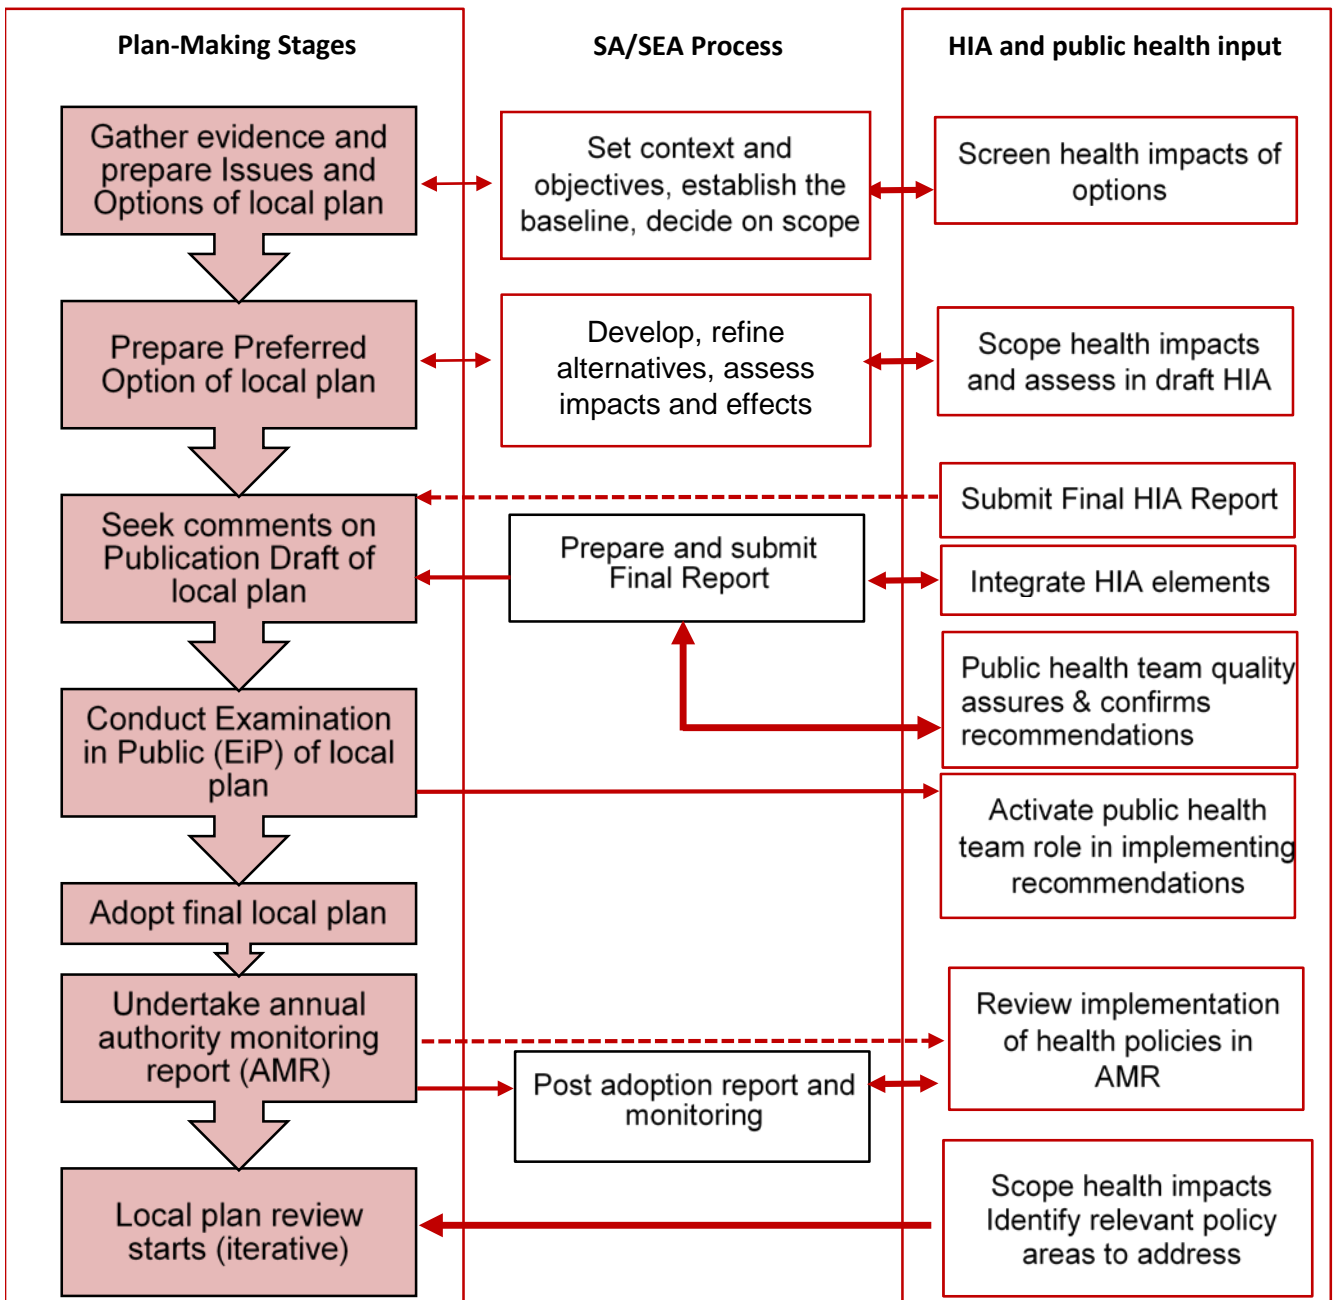 Plan-Making Stages
SA/SEA Process
HIA and public health input
Gather evidence and
prepare Issues and
Options of local plan
Set context and
objectives, establish the
baseline, decide on scope
Screen health impacts of
options
Prepare Preferred
Option of local plan
Develop, refine
alternatives, assess
impacts and effects
Scope health impacts
and assess in draft HIA
Seek comments on
Publication Draft of
local plan
Prepare and submit
Final Report
Submit Final HIA Report
Integrate HIA elements
Public health team quality
assures & confirms
recommendations
Conduct Examination
in Public (EiP) of local
plan
Activate public health
team role in implementing
recommendations
Adopt final local plan
Undertake annual
authority monitoring
report (AMR)
Post adoption report and
monitoring
Review implementation
of health policies in
AMR
Local plan review
starts (iterative)
Scope health impacts
Identify relevant policy
areas to address